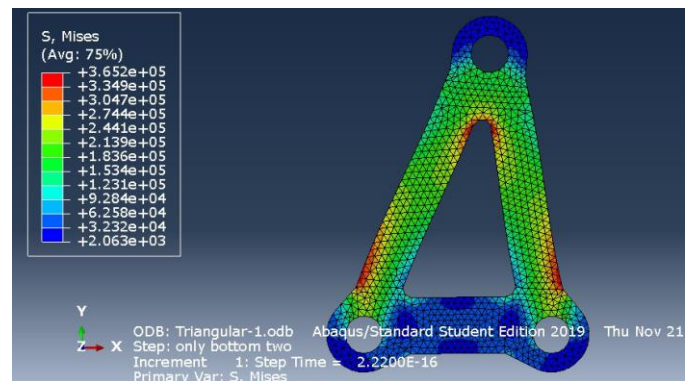 S, Mises
(Avg: 75%)
+3.652e+05
+3.349e+05
+3.047e+05
+2.744e+05
+2.441e+05
+2.139e+05
+1.836e+05
+1.534e+05
+1.231e+05
+9.284e+04
+6.258e+04
+3.232e+04
+2.063e+03
Y
Z X
ODB: Triangular-1.odb Abaqus/Standard Student Edition 2019 Thu Nov 21
Step: only bottom two
Increment 1: Step Time = 2.2200E-16
Primary Var: S, Mises